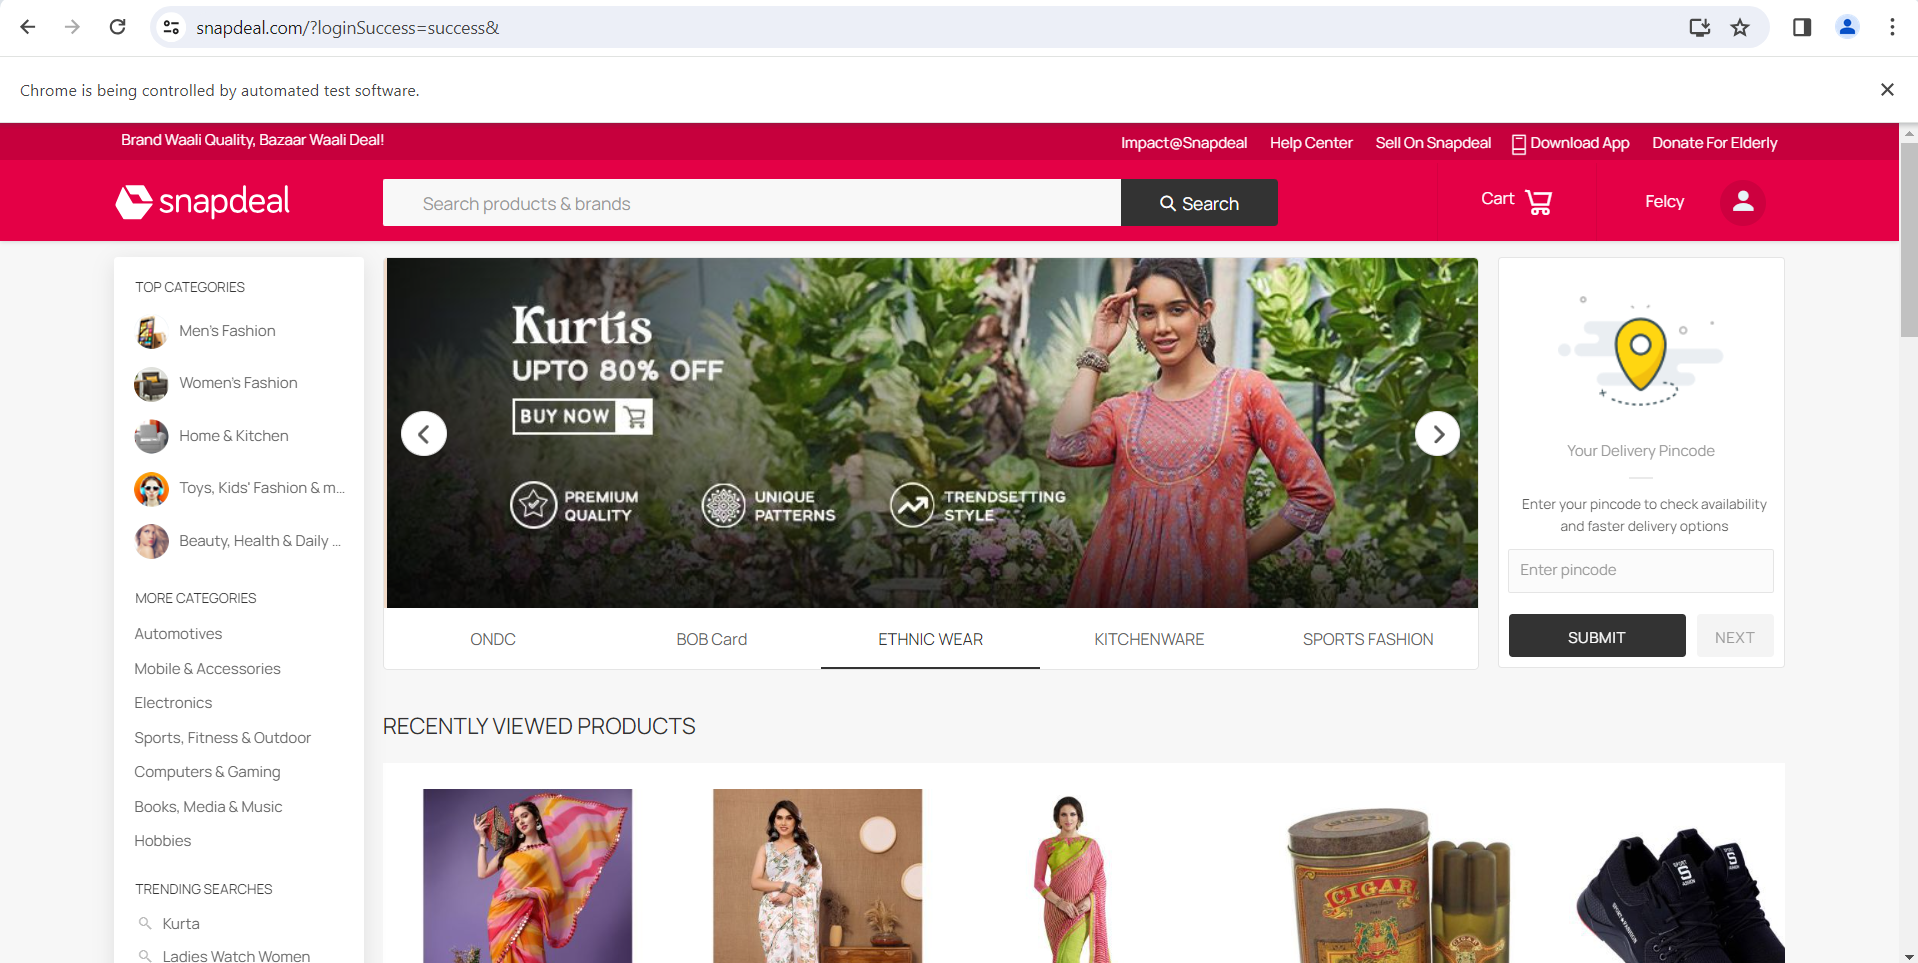 snapdeal.com/?loginSuccess=success&
Chrome is being controlled by automated test software.
Brand Waali Quality, Bazaar Waali Deal!
Impact@Snapdeal Help Center Sell On Snapdeal Download App Donate For Elderly
snapdeal
Search products & brands
Search
Cart
Felcy
TOP CATEGORIES
Men's Fashion
Women's Fashion
Home & Kitchen
Toys, Kids' Fashion & m...
Beauty, Health & Daily ...
MORE CATEGORIES
Automotives
Mobile & Accessories
Electronics
Sports, Fitness & Outdoor
Computers & Gaming
Books, Media & Music
Hobbies
TRENDING SEARCHES
Kurta
Ladies Watch Women
Kurtis
UPTO 80% OFF
BUY NOW
PREMIUM
QUALITY
UNIQUE
PATTERNS
TRENDSETTING
STYLE
ONDC BOB Card ETHNIC WEAR KITCHENWARE SPORTS FASHION
Your Delivery Pincode
Enter your pincode to check availability
and faster delivery options
Enter pincode
SUBMIT NEXT
RECENTLY VIEWED PRODUCTS
CIGAR